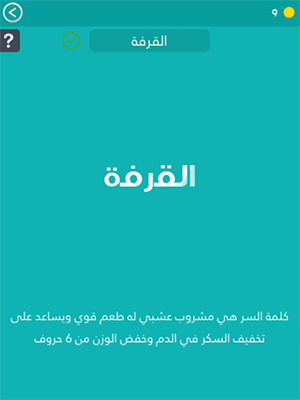 ٩
القرفة
?
القرفة
كلمة السر هي مشروب عشبي له طعم قوي ويساعد على
تخفيف السكر في الدم وخفض الوزن من 6 حروف